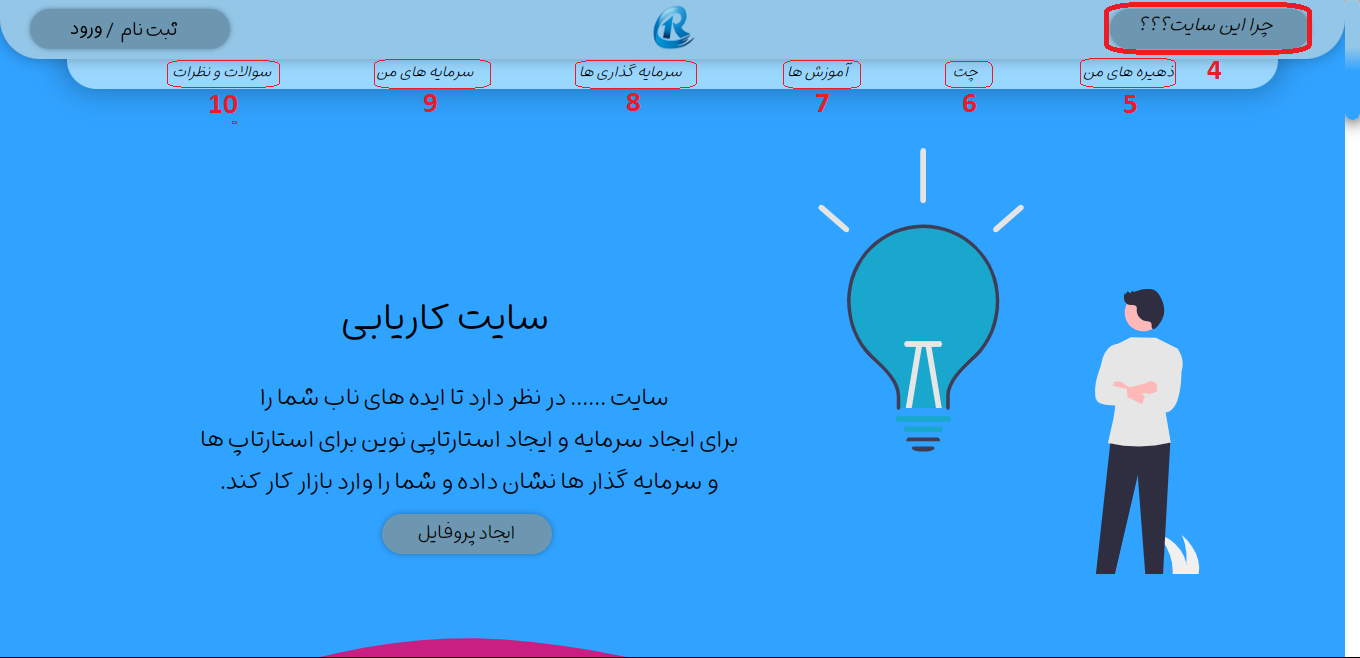 چرا این سایت؟؟؟
ثبت نام / ورود
ذهیره های من
چت
آموزش ها
سرمایه گذاری ها
سرمایه های من
سوالات و نظرات
4
5
6
7
8
9
10
سایت کاریابی
سایت ...... در نظر دارد تا ایده های ناب شما را
برای ایجاد سرمایه و ایجاد استارتاپی نوین برای استارتاپ ها
و سرمایه گذار ها نشان داده و شما را وارد بازار کار کند.
ایجاد پروفایل